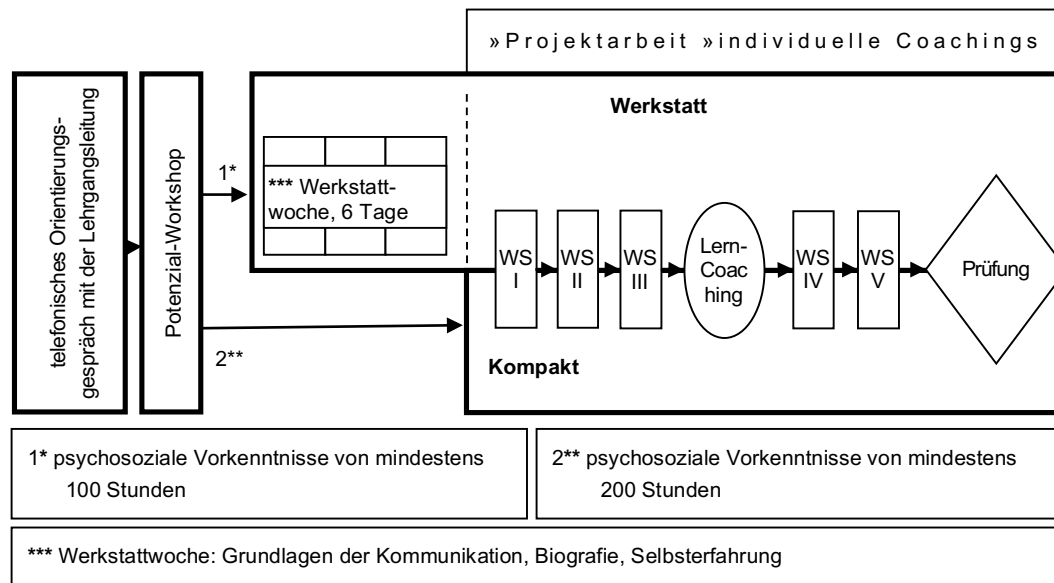 »Projektarbeit »individuelle Coachings
telefonisches Orientierungs-
gespräch mit der Lehrgangsleitung
Potenzial-Workshop
1*
2**
Werkstatt
*** Werkstatt-
woche, 6 Tage
WS
I
WS
II
WS
III
Lern-
Coac
hing
WS
IV
WS
V
Prüfung
Kompakt
1* psychosoziale Vorkenntnisse von mindestens
100 Stunden
2** psychosoziale Vorkenntnisse von mindestens
200 Stunden
*** Werkstattwoche: Grundlagen der Kommunikation, Biografie, Selbsterfahrung